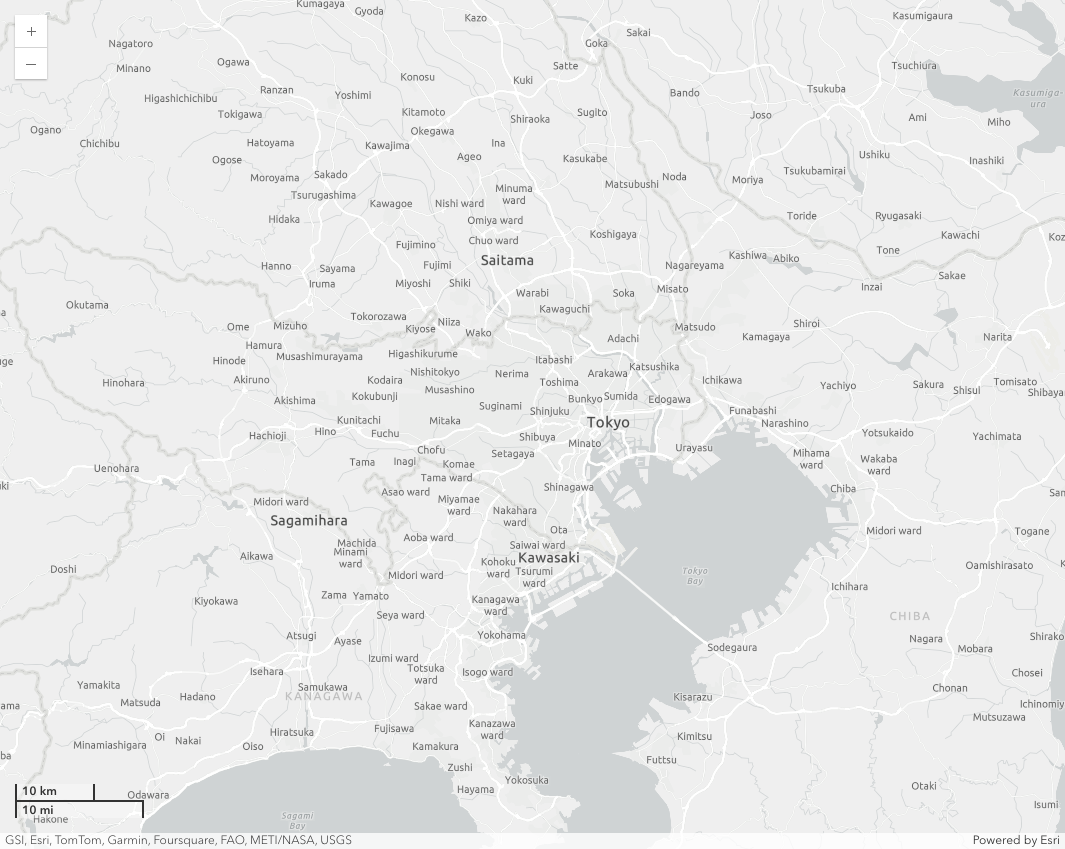 Kumagaya
Gyoda
Kazo
Sakai
Kasumigaura
Goka
Nagatoro
+
Ogawa
Satte
Tsuchiura
−
Minano
Konosu
Kuki
Bando
Tsukuba
Kasumiga-
ura
Higashichichibu
Ranzan
Yoshimi
Tokigawa
Kitamoto
Shiraoka
Sugito
Joso
Ami
Miho
Ogano
Chichibu
Hatoyama
Okegawa
Kawajima
Ina
Ogose
Ageo
Kasukabe
Ushiku
Inashiki
Moroyama
Sakado
Matsubushi
Noda
Moriya
Tsukubamirai
Tsurugashima
Minuma
ward
Kawagoe
Nishi ward
Hidaka
Omiya ward
Toride
Ryugasaki
Fujimino
Chuo ward
Koshigaya
Kawachi
Koz
Saitama
Tone
Hanno
Sayama
Fujimi
Nagareyama
Kashiwa
Abiko
Iruma
Miyoshi
Shiki
Warabi
Soka
Misato
Inzai
Sakae
Okutama
Kawaguchi
a
Tokorozawa
Ome
Mizuho
Niiza
Kiyose
Wako
Adachi
Matsudo
Shiroi
Kamagaya
Narita
Hamura
Musashimurayama
Higashikurume
uge
Hinode
Itabashi
Nishitokyo
Nerima
Arakawa
Katsushika
Hinohara
Akiruno
Kodaira
Toshima
Ichikawa
Yachiyo
Sakura
Shisui
Tomisato
Shibaya
Akishima
Kokubunji
Musashino
Suginami
Bunkyo
Sumida
Edogawa
Shinjuku
Funabashi
Kunitachi
Mitaka
Tokyo
Narashino
Hachioji
Hino
Fuchu
Shibuya
Minato
Yotsukaido
Yachimata
Tama
Inagi
Chofu
Komae
Setagaya
Urayasu
Mihama
ward
Wakaba
ward
Uenohara
Tama ward
uki
Asao ward
Shinagawa
Chiba
San
Midori ward
Miyamae
ward
Sagamihara
Nakahara
ward
Ota
Midori ward
Togane
Machida
Aoba ward
Saiwai ward
Aikawa
Minami
ward
Kohoku
ward
Kawasaki
Doshi
Midori ward
Tsurumi
ward
Tokyo
Bay
Oamishirasato
K
Ichihara
Kiyokawa
Zama
Yamato
Kanagawa
ward
Seya ward
CHIBA
Atsugi
Ayase
Yokohama
Nagara
Shirako
Sodegaura
Mobara
Izumi ward
Isehara
Totsuka
ward
Isogo ward
Chosei
Yamakita
Samukawa
Chonan
Matsuda
Hadano
KANAGAWA
Kisarazu
Ichinomiy
ama
Sakae ward
Mutsuzawa
Oi
Nakai
Hiratsuka
Fujisawa
Kanazawa
ward
Kimitsu
Minamiashigara
Oiso
Kamakura
ba
Futtsu
Zushi
Yokosuka
Otaki
10 km
Hayama
Odawara
10 mi
Isumi
Hakone
Sagami
Bay
GSI, Esri, TomTom, Garmin, Foursquare, FAO, METI/NASA, USGS
Powered by Esri